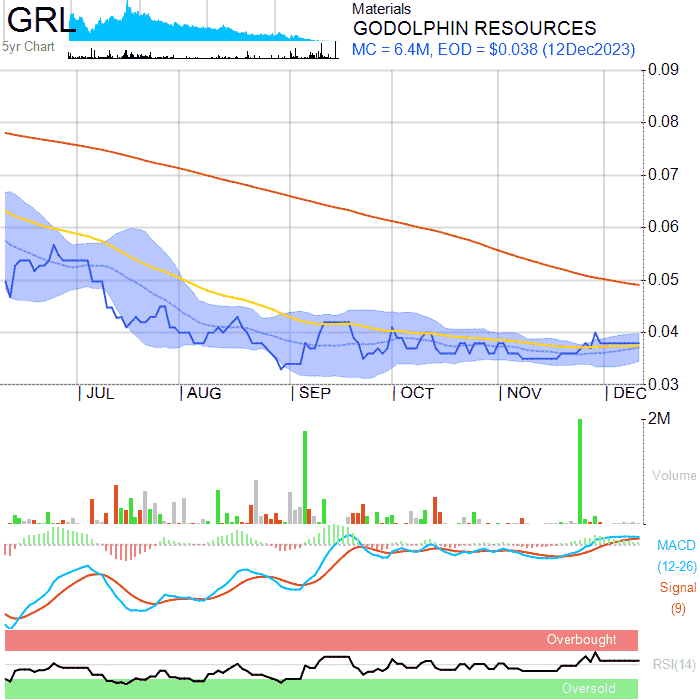 GRL
5yr Chart
Materials
GODOLPHIN RESOURCES
MC = 6.4M, EOD = $0.038 (12Dec2023)
0.09
0.08
0.07
0.06
0.05
0.04
0.03
JUL
AUG
SEP
OCT
NOV
DEC
2M
Volume
MACD
(12-26)
Signal
(9)
Overbought
RSI(14)
Oversold